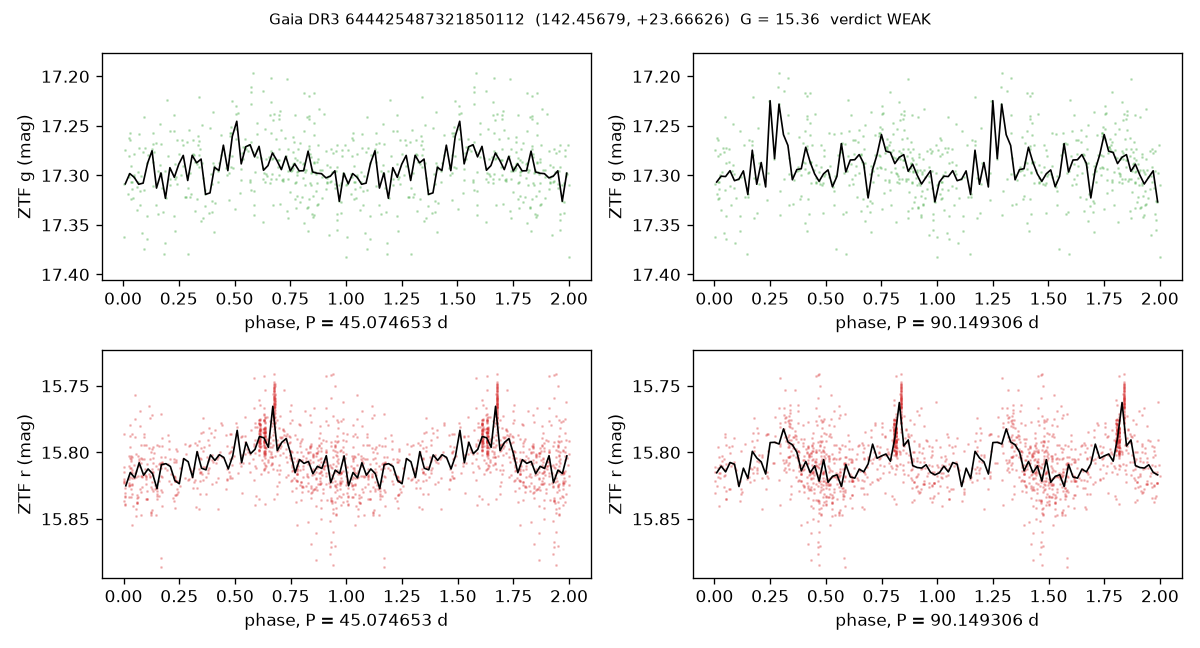 Gaia DR3 644425487321850112 (142.45679, +23.66626) G = 15.36 verdict WEAK
ZTF g (mag)
17.20
17.25
17.30
17.35
17.40
0.00 0.25 0.50 0.75 1.00 1.25 1.50 1.75 2.00
phase, P = 45.074653 d
ZTF g (mag)
17.20
17.25
17.30
17.35
17.40
0.00 0.25 0.50 0.75 1.00 1.25 1.50 1.75 2.00
phase, P = 90.149306 d
ZTF r (mag)
15.75
15.80
15.85
0.00 0.25 0.50 0.75 1.00 1.25 1.50 1.75 2.00
phase, P = 45.074653 d
ZTF r (mag)
15.75
15.80
15.85
0.00 0.25 0.50 0.75 1.00 1.25 1.50 1.75 2.00
phase, P = 90.149306 d